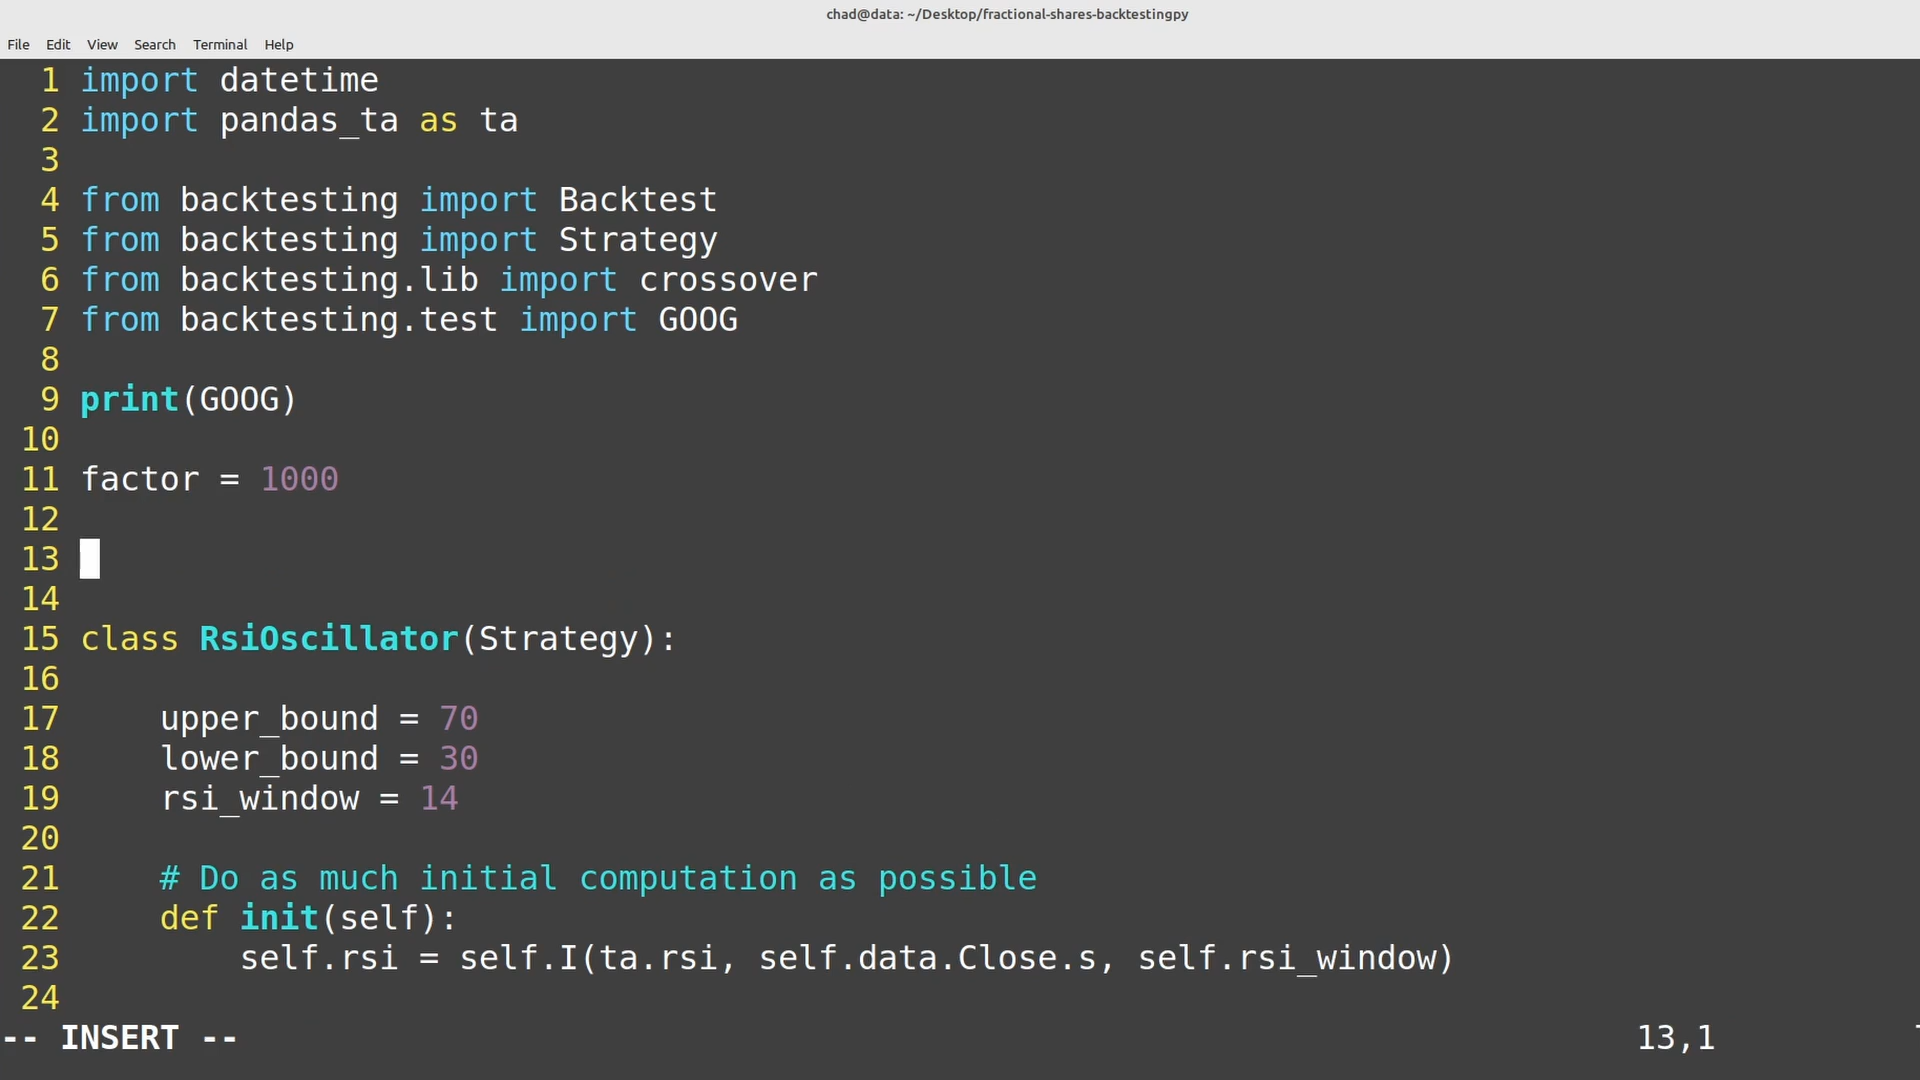 chad@data: ~/Desktop/fractional-shares-backtestingpy
File Edit View Search Terminal Help
1 import datetime
2 import pandas_ta as ta
3
4 from backtesting import Backtest
5 from backtesting import Strategy
6 from backtesting.lib import crossover
7 from backtesting.test import GOOG
8
9 print(GOOG)
10
11 factor = 1000
12
13
14
15 class RsiOscillator(Strategy):
16
17     upper_bound = 70
18     lower_bound = 30
19     rsi_window = 14
20
21     # Do as much initial computation as possible
22     def init(self):
23         self.rsi = self.I(ta.rsi, self.data.Close.s, self.rsi_window)
24
-- INSERT -- 13,1